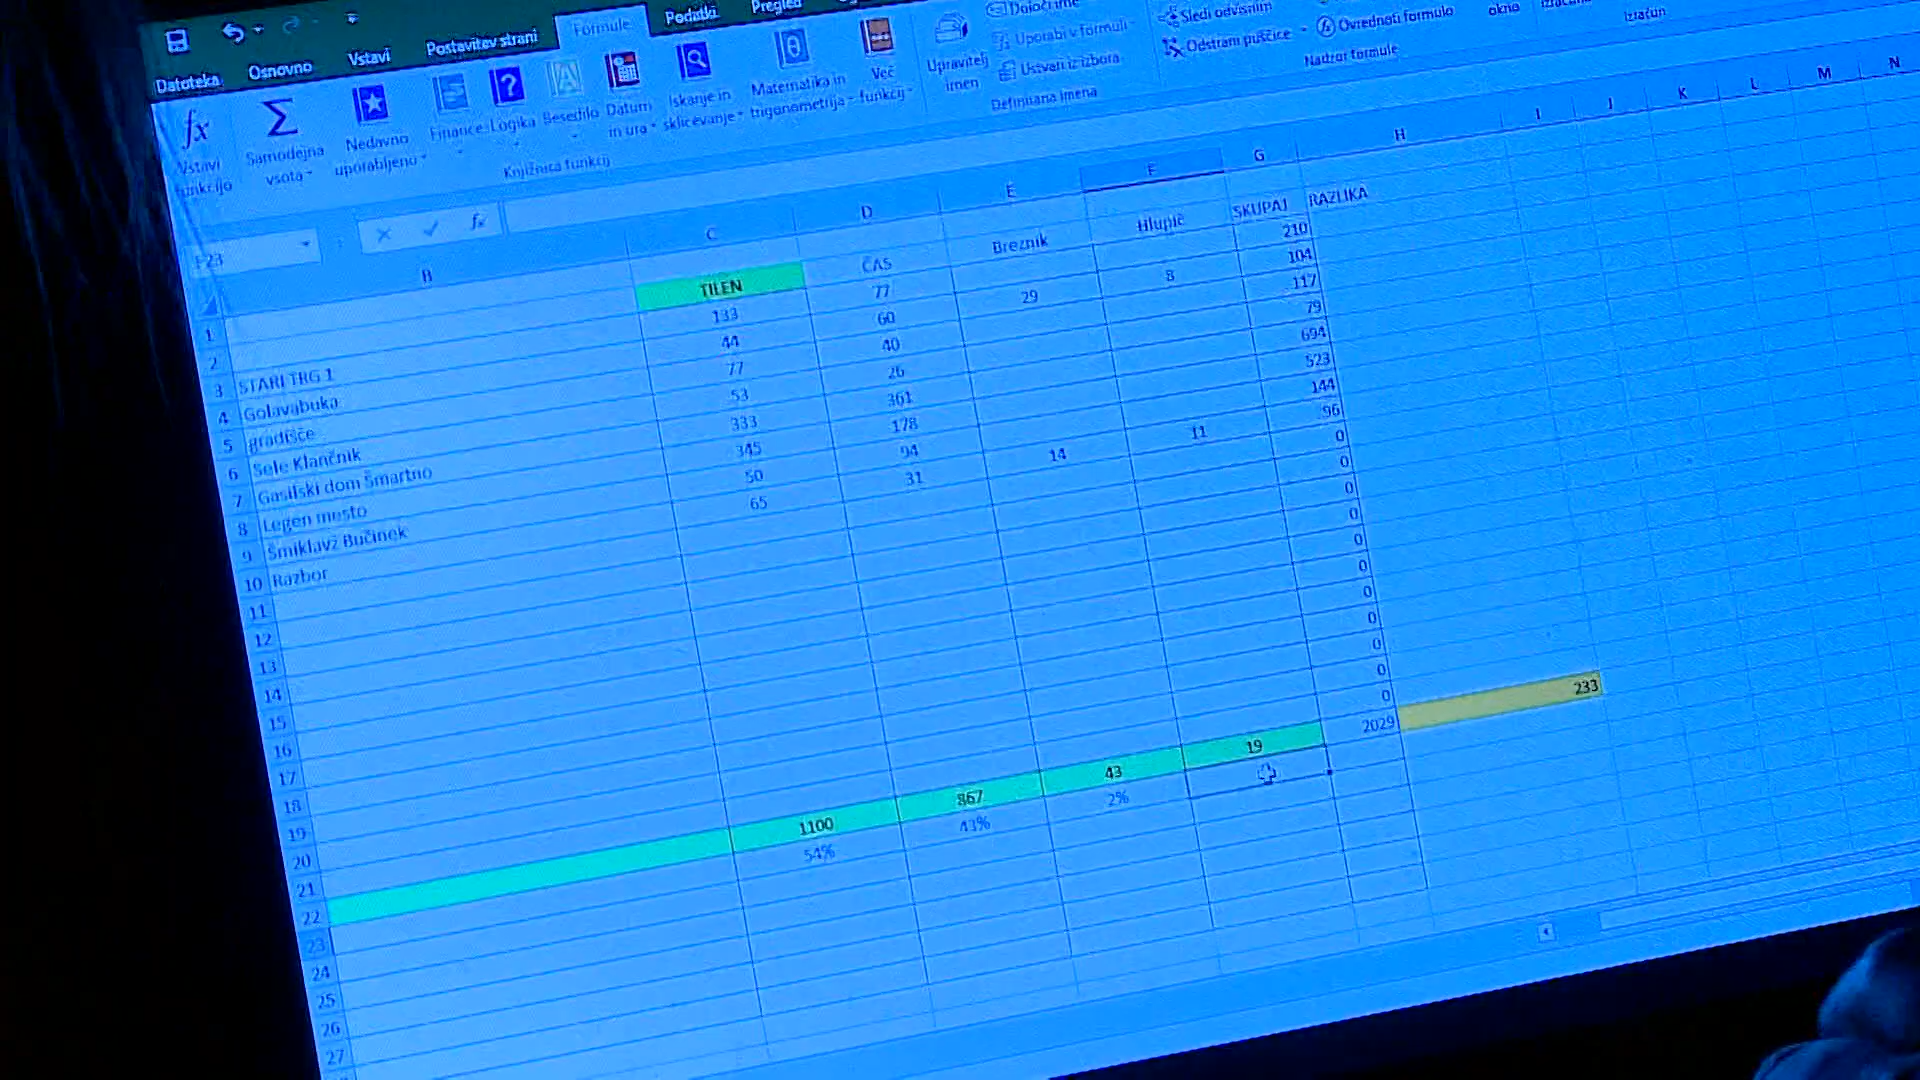 Datoteka Osnovno Vstavi Postavitev strani Formule Podatki Pregled
fx Vstavi funkcijo
Σ Samodejna vsota
Nedavno uporabljeno
Finance
Logika
Besedilo
Datum in ura
Iskanje in sklicevanje
Matematika in trigonometrija
Več funkcij
Knjižnica funkcij
Upravitelj imen
Določi ime
Uporabi v formuli
Ustvari iz izbora
Definirana imena
Sledi odvisnim
Odstrani puščice
Ovrednoti formulo
Nadzor formule
okno
Izračun
F23 fx
B C D E F G H I J K L M N
TILEN ČAS Breznik Hlupič SKUPAJ RAZLIKA
1
2
3 STARI TRG 1 133 77 210
4 Golavabuka 44 60 29 8 104
5 gradišče 77 40 117
6 Sele Klančnik 53 26 79
7 Gasilski dom Šmartno 333 361 694
8 Legen mesto 345 178 523
9 Šmiklavž Bučinek 50 94 14 11 144
10 Razbor 65 31 96
11 0
12 0
13 0
14 0
15 0
16 0
17 0
18 0
19 0
20 0
21 0
22 1100 867 43 19 2029 233
23 54% 43% 2%
24
25
26
27